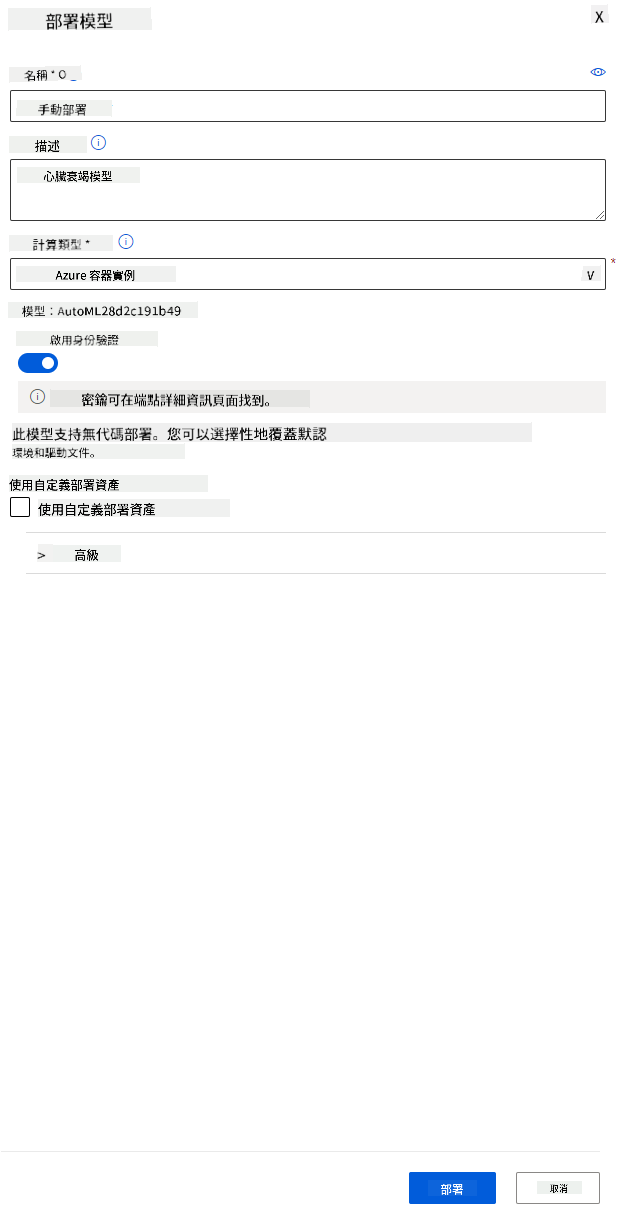 部署模型
X
名稱 * O
手動部署
描述
心臟衰竭模型
計算類型 *
*
Azure 容器實例
v
模型：AutoML28d2c191b49
啟用身份驗證
密鑰可在端點詳細資訊頁面找到。
此模型支持無代碼部署。您可以選擇性地覆蓋默認
環境和驅動文件。
使用自定義部署資產
使用自定義部署資產
> 高級
部署
取消